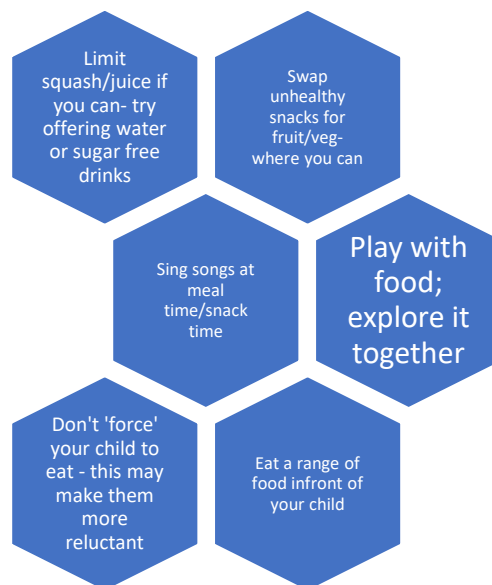 Limit
squash/juice if
you can- try
offering water
or sugar free
drinks
Swap
unhealthy
snacks for
fruit/veg-
where you can
Sing songs at
meal
time/snack
time
Play with
food;
explore it
together
Don't 'force'
your child to
eat - this may
make them
more
reluctant
Eat a range of
food infront of
your child